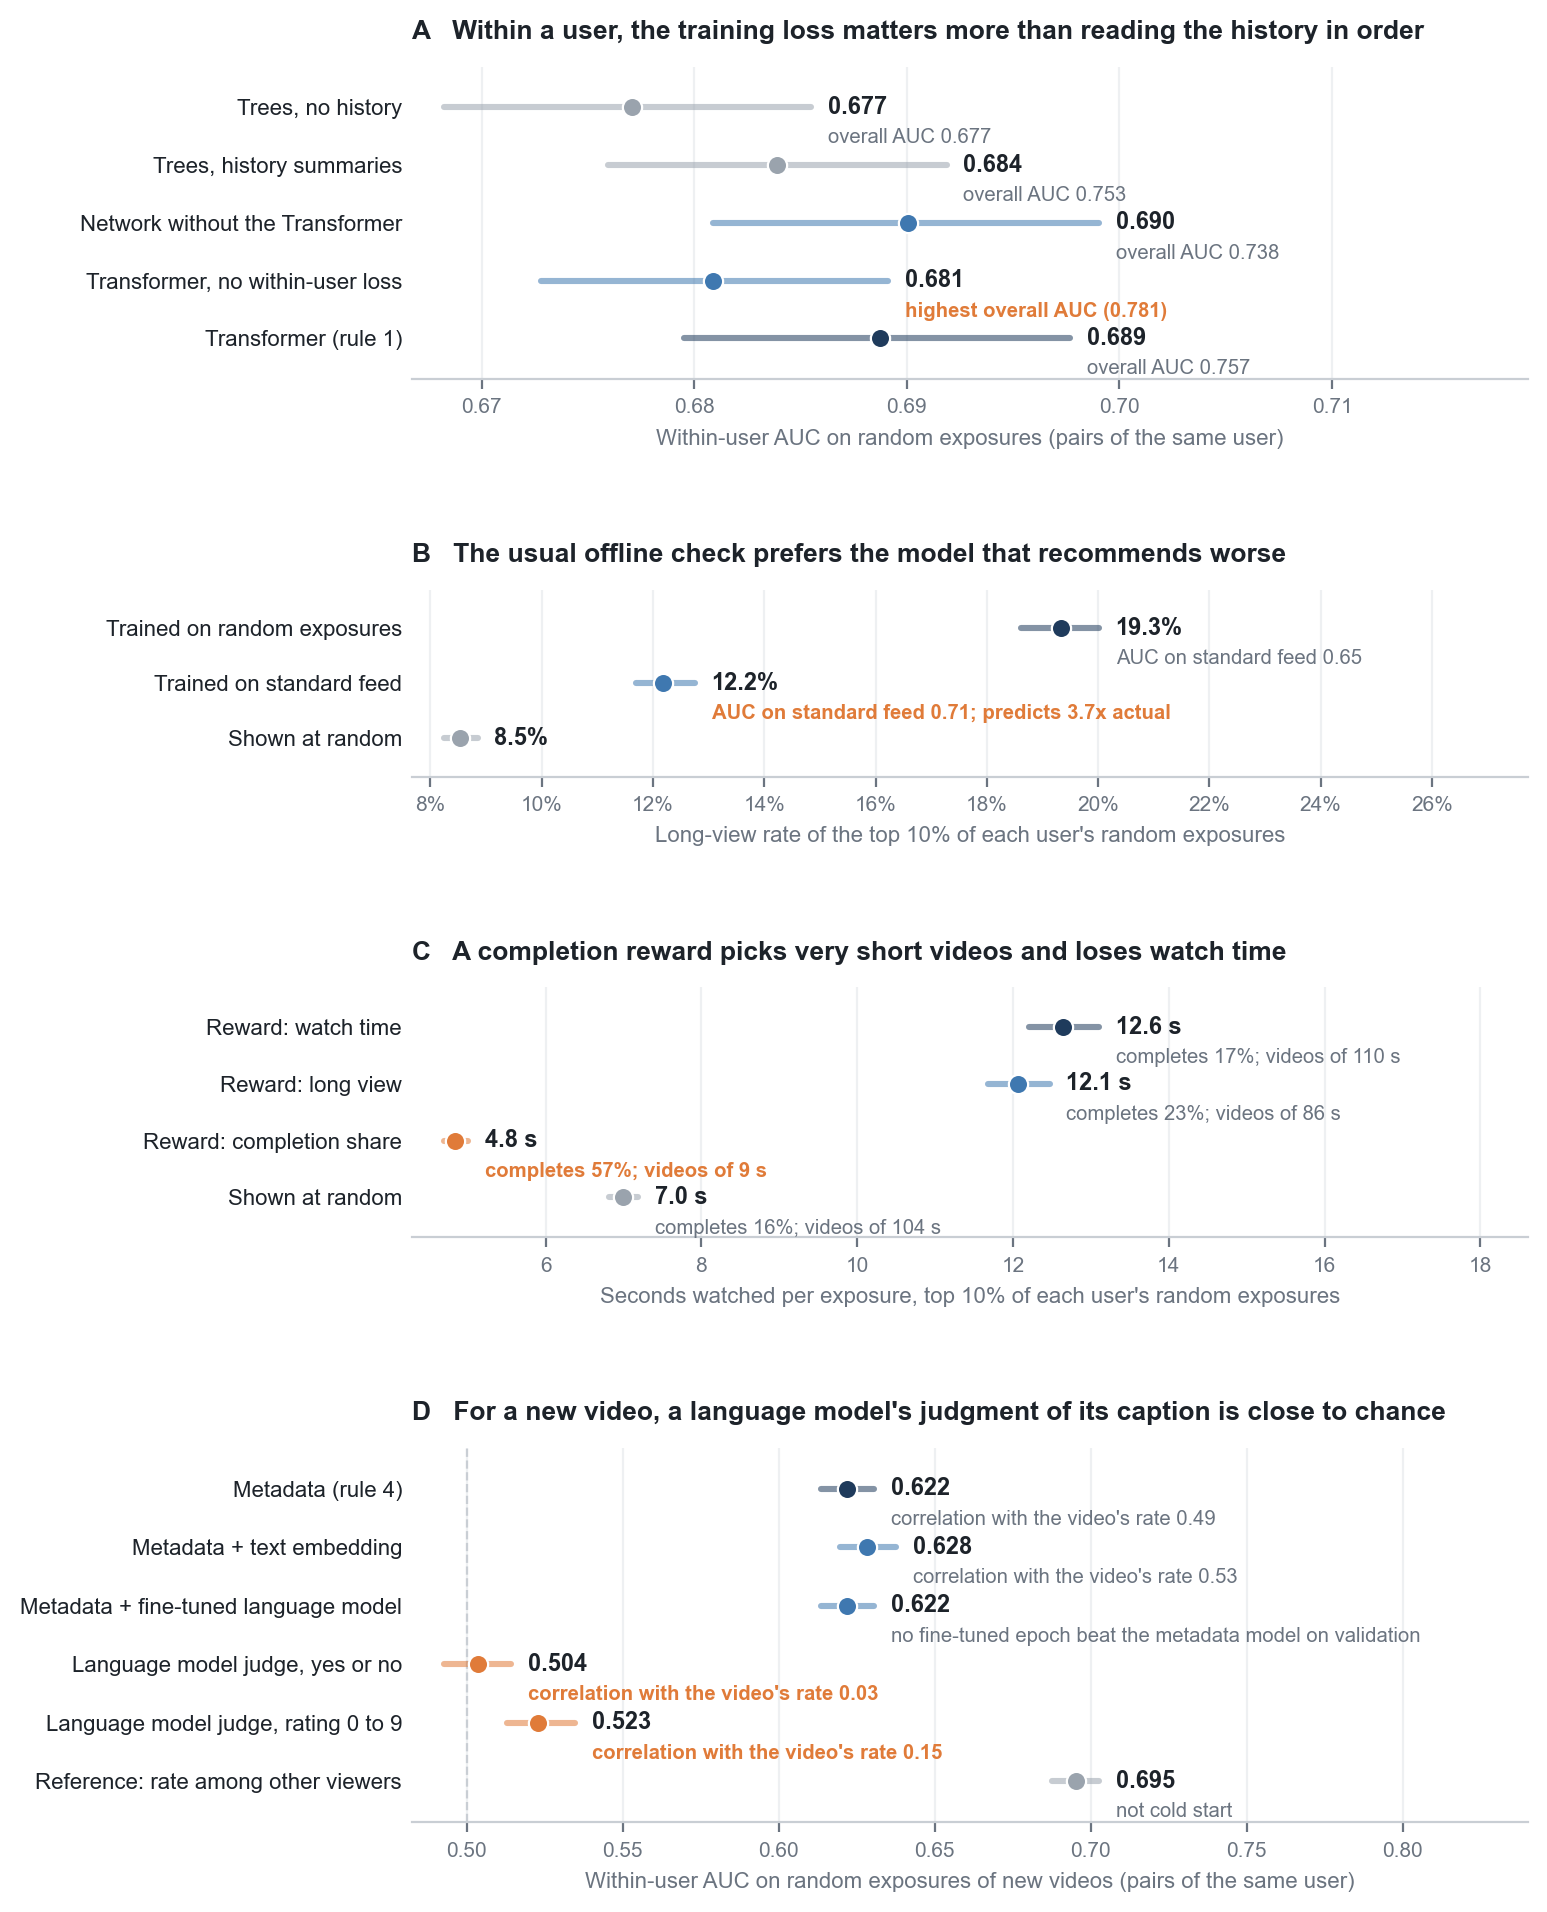 A Within a user, the training loss matters more than reading the history in order
Trees, no history
0.677
overall AUC 0.677
Trees, history summaries
0.684
overall AUC 0.753
Network without the Transformer
0.690
overall AUC 0.738
Transformer, no within-user loss
0.681
highest overall AUC (0.781)
Transformer (rule 1)
0.689
overall AUC 0.757
0.67 0.68 0.69 0.70 0.71
Within-user AUC on random exposures (pairs of the same user)
B The usual offline check prefers the model that recommends worse
Trained on random exposures
19.3%
AUC on standard feed 0.65
Trained on standard feed
12.2%
AUC on standard feed 0.71; predicts 3.7x actual
Shown at random
8.5%
8% 10% 12% 14% 16% 18% 20% 22% 24% 26%
Long-view rate of the top 10% of each user's random exposures
C A completion reward picks very short videos and loses watch time
Reward: watch time
12.6 s
completes 17%; videos of 110 s
Reward: long view
12.1 s
completes 23%; videos of 86 s
Reward: completion share
4.8 s
completes 57%; videos of 9 s
Shown at random
7.0 s
completes 16%; videos of 104 s
6 8 10 12 14 16 18
Seconds watched per exposure, top 10% of each user's random exposures
D For a new video, a language model's judgment of its caption is close to chance
Metadata (rule 4)
0.622
correlation with the video's rate 0.49
Metadata + text embedding
0.628
correlation with the video's rate 0.53
Metadata + fine-tuned language model
0.622
no fine-tuned epoch beat the metadata model on validation
Language model judge, yes or no
0.504
correlation with the video's rate 0.03
Language model judge, rating 0 to 9
0.523
correlation with the video's rate 0.15
Reference: rate among other viewers
0.695
not cold start
0.50 0.55 0.60 0.65 0.70 0.75 0.80
Within-user AUC on random exposures of new videos (pairs of the same user)